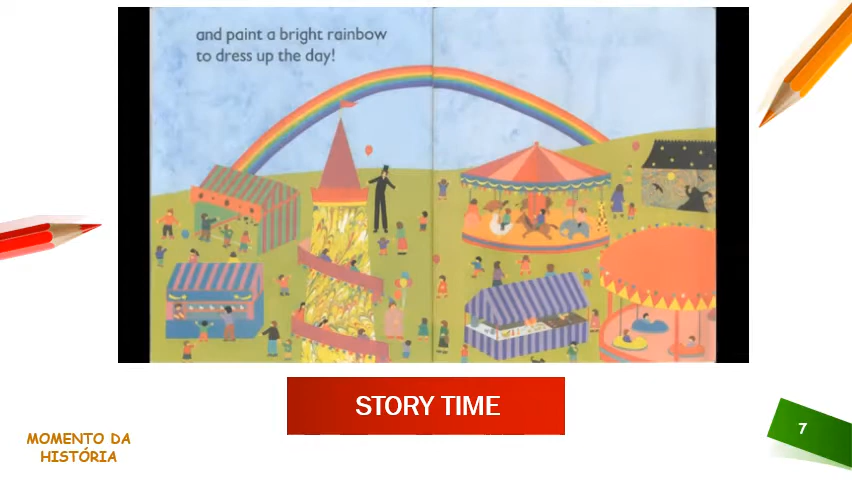 and paint a bright rainbow
to dress up the day!
STORY TIME
MOMENTO DA
HISTÓRIA
7